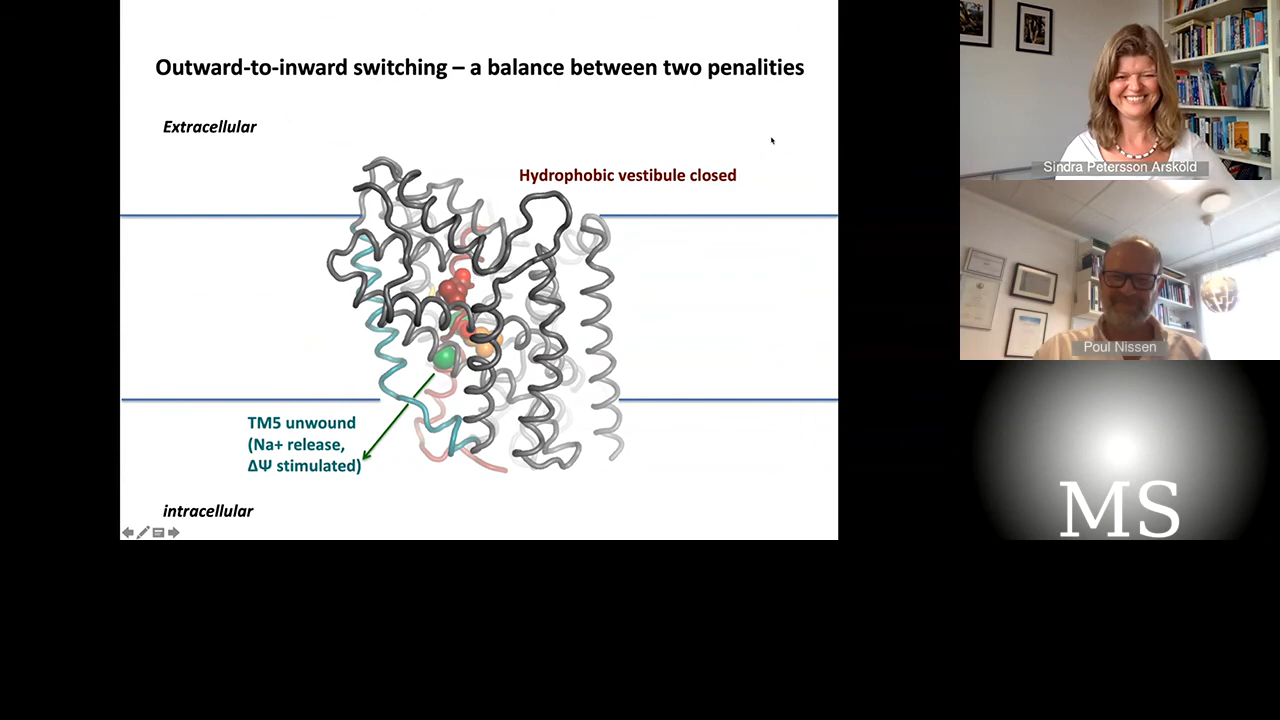 Outward-to-inward switching – a balance between two penalities
Extracellular
Hydrophobic vestibule closed
TM5 unwound
(Na+ release,
ΔΨ stimulated)
intracellular
Sindra Petersson Årsköld
Poul Nissen
MS